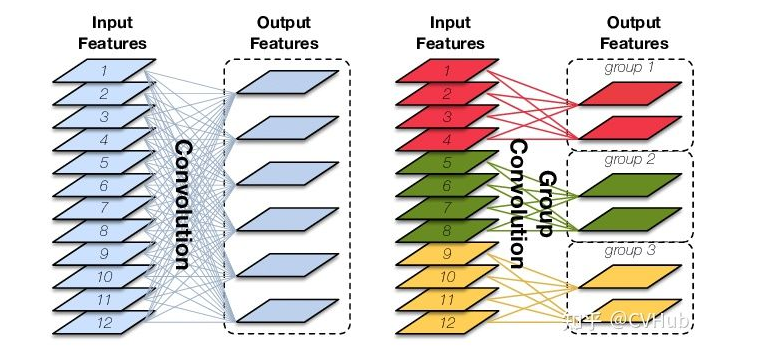 Input
Features
Output
Features
1
2
3
4
5
6
7
8
9
10
11
12
Convolution
Input
Features
Output
Features
1
2
3
4
5
6
7
8
9
10
11
12
Group
Convolution
group 1
group 2
group 3
知乎 @CVHub